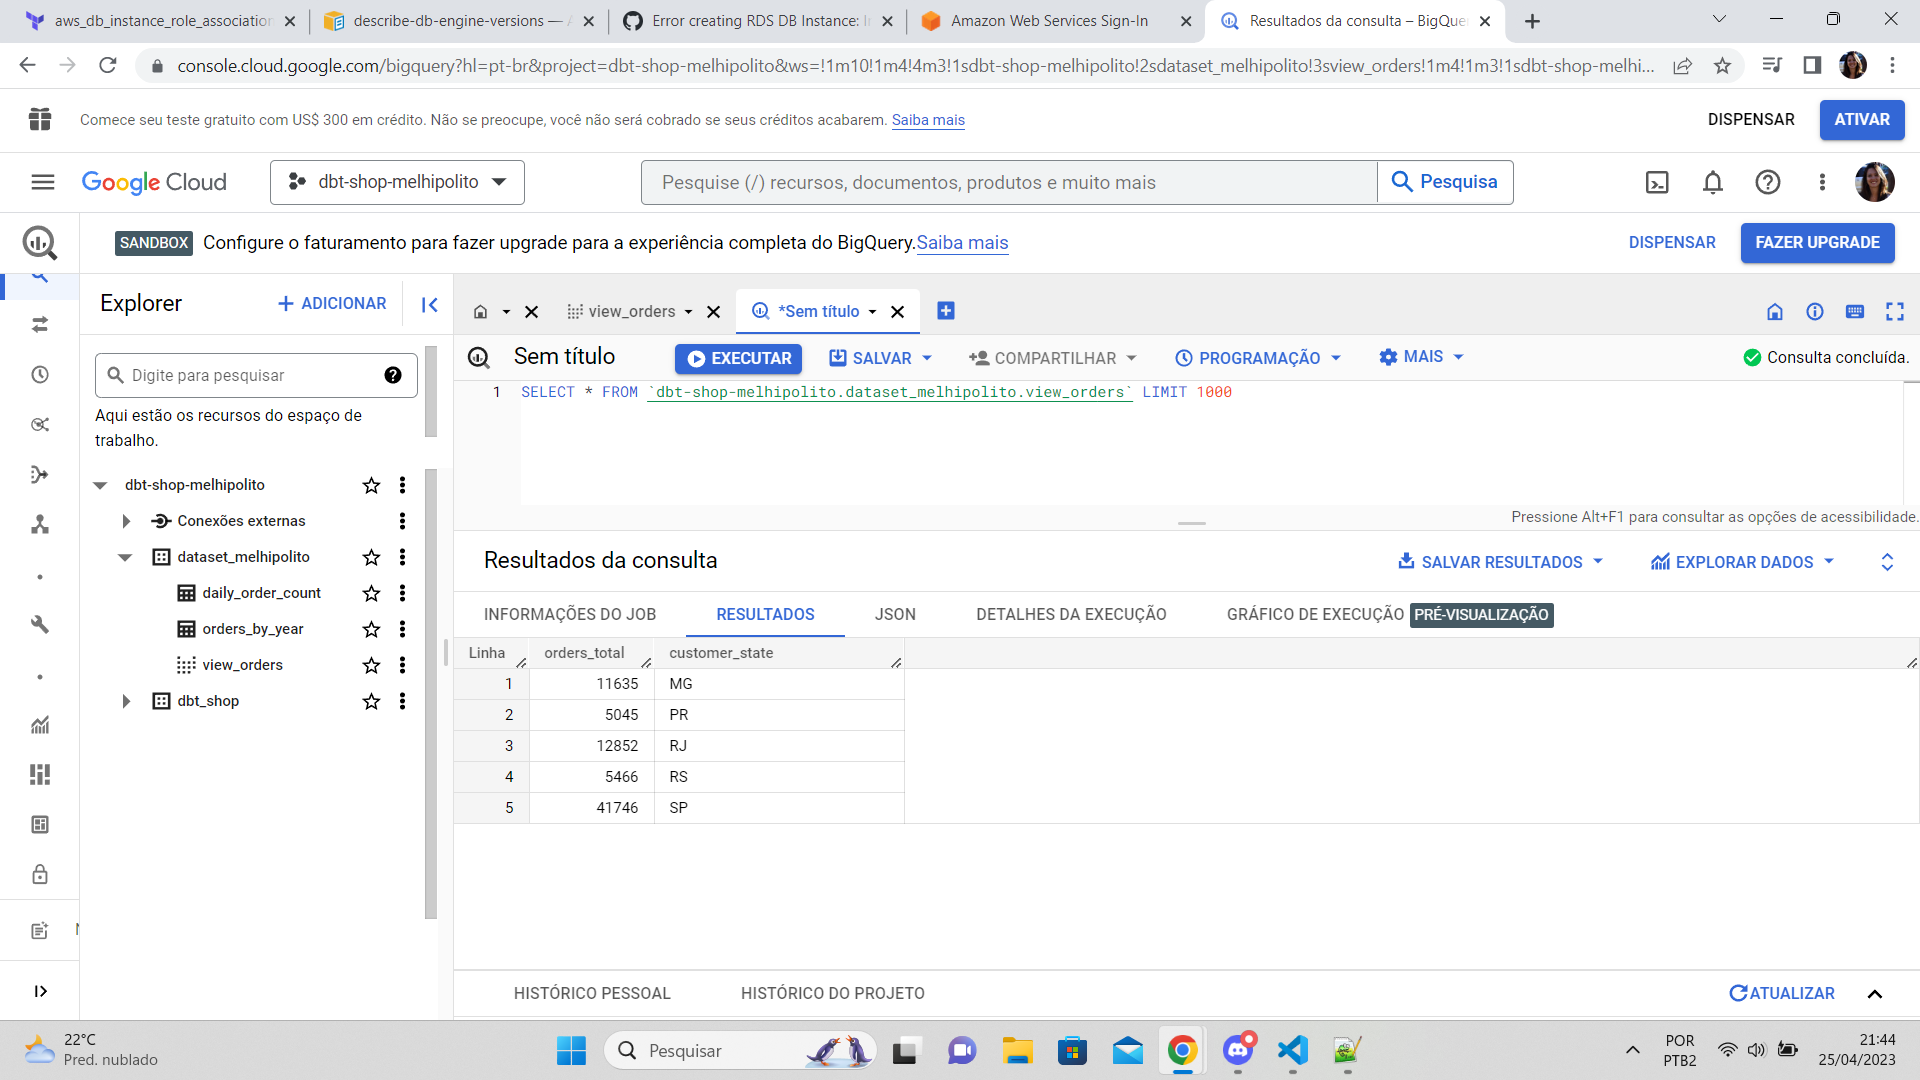 aws_db_instance_role_association
describe-db-engine-versions — A
Error creating RDS DB Instance: In
Amazon Web Services Sign-In
Resultados da consulta – BigQue
console.cloud.google.com/bigquery?hl=pt-br&project=dbt-shop-melhipolito&ws=!1m10!1m4!4m3!1sdbt-shop-melhipolito!2sdataset_melhipolito!3sview_orders!1m4!1m3!1sdbt-shop-melhi...
Comece seu teste gratuito com US$ 300 em crédito. Não se preocupe, você não será cobrado se seus créditos acabarem. Saiba mais
DISPENSAR
ATIVAR
Google Cloud
dbt-shop-melhipolito
Pesquise (/) recursos, documentos, produtos e muito mais
Pesquisa
SANDBOX Configure o faturamento para fazer upgrade para a experiência completa do BigQuery.Saiba mais
DISPENSAR
FAZER UPGRADE
Explorer
ADICIONAR
view_orders
*Sem título
Digite para pesquisar
Aqui estão os recursos do espaço de
trabalho.
dbt-shop-melhipolito
Conexões externas
dataset_melhipolito
daily_order_count
orders_by_year
view_orders
dbt_shop
Sem título
EXECUTAR
SALVAR
COMPARTILHAR
PROGRAMAÇÃO
MAIS
Consulta concluída.
1 SELECT * FROM `dbt-shop-melhipolito.dataset_melhipolito.view_orders` LIMIT 1000
Pressione Alt+F1 para consultar as opções de acessibilidade.
Resultados da consulta
SALVAR RESULTADOS
EXPLORAR DADOS
INFORMAÇÕES DO JOB
RESULTADOS
JSON
DETALHES DA EXECUÇÃO
GRÁFICO DE EXECUÇÃO PRÉ-VISUALIZAÇÃO
Linha orders_total customer_state
1 11635 MG
2 5045 PR
3 12852 RJ
4 5466 RS
5 41746 SP
HISTÓRICO PESSOAL
HISTÓRICO DO PROJETO
ATUALIZAR
22°C
Pred. nublado
Pesquisar
POR
PTB2
21:44
25/04/2023